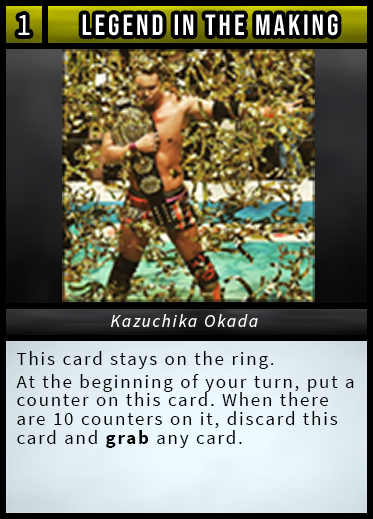 1
LEGEND IN THE MAKING
Kazuchika Okada
This card stays on the ring.
At the beginning of your turn, put a
counter on this card. When there
are 10 counters on it, discard this
card and grab any card.